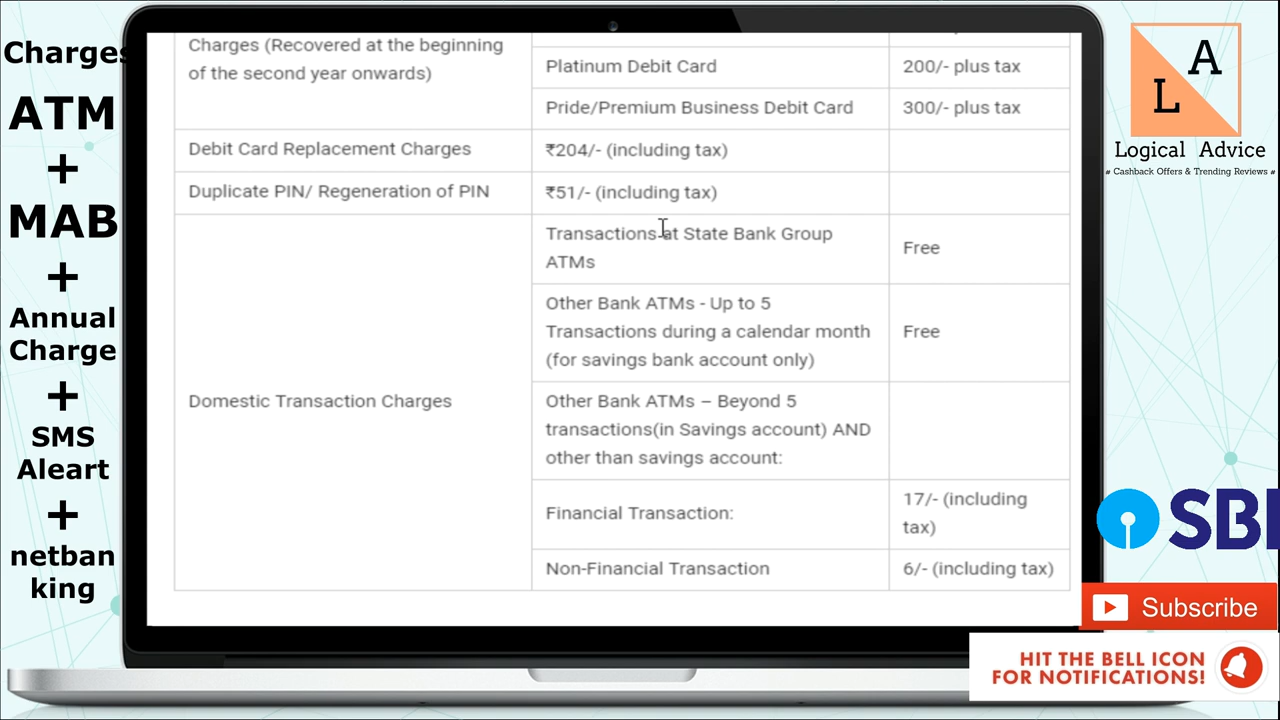 Charges
ATM
+
MAB
+
Annual
Charge
+
SMS
Aleart
+
netban
king
Charges (Recovered at the beginning
of the second year onwards)
Platinum Debit Card
200/- plus tax
Pride/Premium Business Debit Card
300/- plus tax
Debit Card Replacement Charges
₹204/- (including tax)
Duplicate PIN/ Regeneration of PIN
₹51/- (including tax)
Domestic Transaction Charges
Transactions at State Bank Group
ATMs
Free
Other Bank ATMs - Up to 5
Transactions during a calendar month
(for savings bank account only)
Free
Other Bank ATMs – Beyond 5
transactions(in Savings account) AND
other than savings account:
Financial Transaction:
17/- (including
tax)
Non-Financial Transaction
6/- (including tax)
L A
Logical Advice
# Cashback Offers & Trending Reviews #
SBI
Subscribe
HIT THE BELL ICON
FOR NOTIFICATIONS!